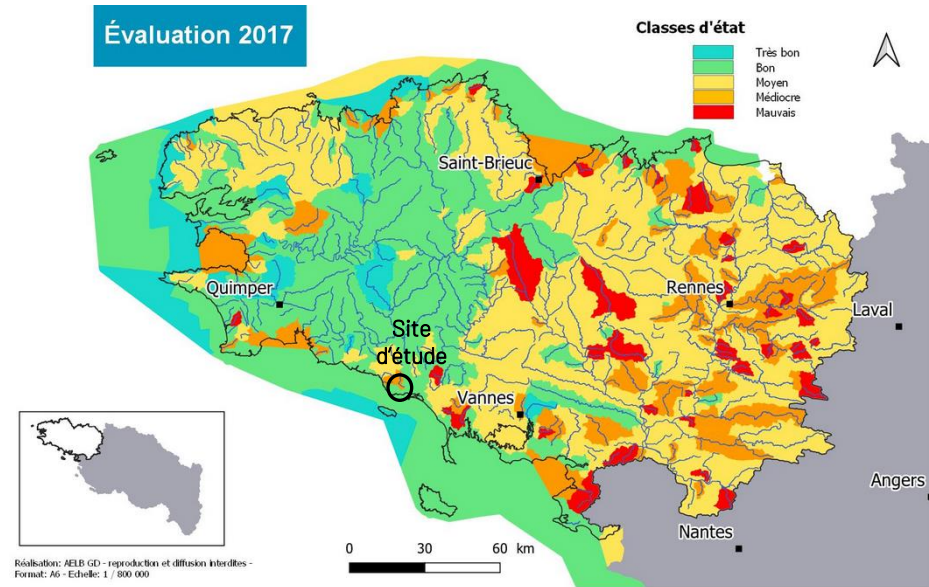 Évaluation 2017
Classes d'état
Très bon
Bon
Moyen
Médiocre
Mauvais
Saint-Brieuc
Quimper
Rennes
Laval
Site
d'étude
Vannes
Angers
Nantes
0 30 60 km
Réalisation: AELB GD - reproduction et diffusion interdites -
Format: A6 - Echelle: 1 / 800 000